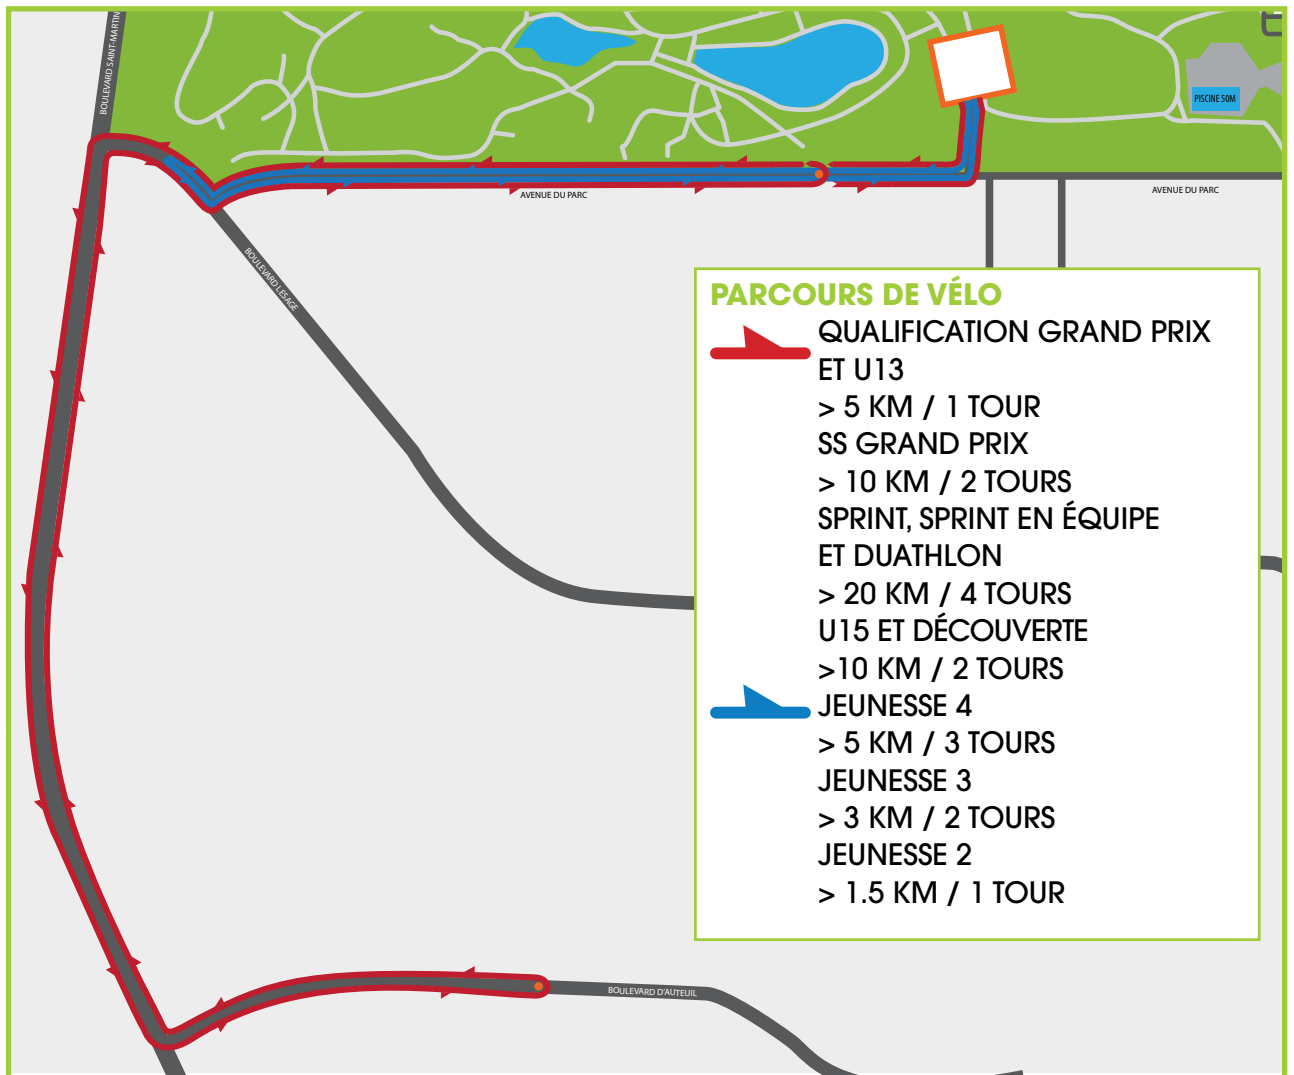 BOULEVARD SAINT-MARTIN
PISCINE 50M
AVENUE DU PARC
AVENUE DU PARC
BOULEVARD LESAGE
PARCOURS DE VÉLO
QUALIFICATION GRAND PRIX
ET U13
> 5 KM / 1 TOUR
SS GRAND PRIX
> 10 KM / 2 TOURS
SPRINT, SPRINT EN ÉQUIPE
ET DUATHLON
> 20 KM / 4 TOURS
U15 ET DÉCOUVERTE
>10 KM / 2 TOURS
JEUNESSE 4
> 5 KM / 3 TOURS
JEUNESSE 3
> 3 KM / 2 TOURS
JEUNESSE 2
> 1.5 KM / 1 TOUR
BOULEVARD D'AUTEUIL